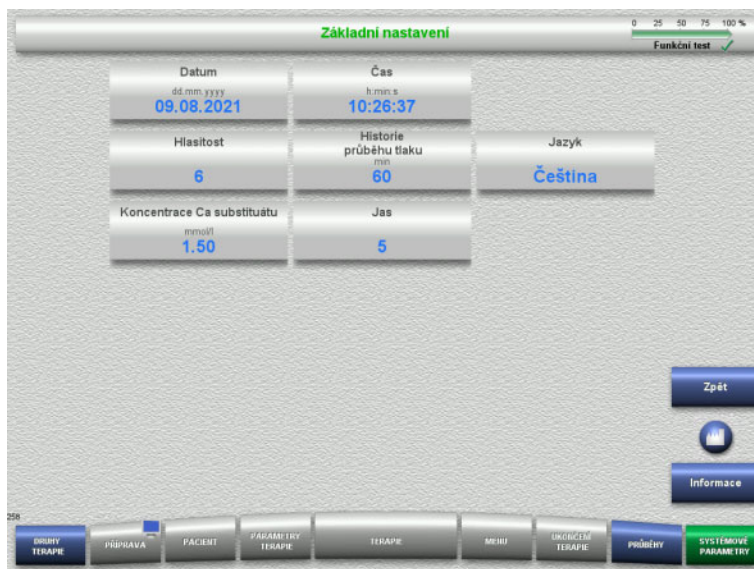 Základní nastavení
0 25 50 75 100 %
Funkční test
Datum
dd.mm.yyyy
09.08.2021
Čas
h:min:s
10:26:37
Hlasitost
6
Historie
průběhu tlaku
min
60
Jazyk
Čeština
Koncentrace Ca substituátu
mmol/l
1.50
Jas
5
Zpět
Informace
256
DRUHY
TERAPIE
PŘÍPRAVA
PACIENT
PARAMETRY
TERAPIE
TERAPIE
MENU
UKONČENÍ
TERAPIE
PRŮBĚHY
SYSTÉMOVÉ
PARAMETRY